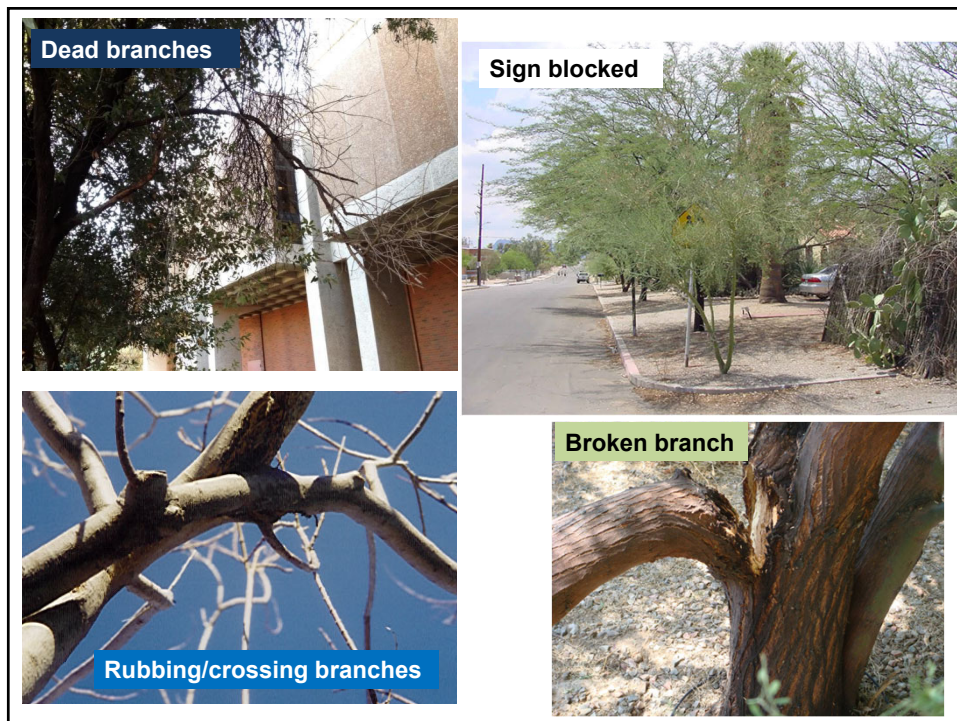 Dead branches
Sign blocked
Broken branch
Rubbing/crossing branches